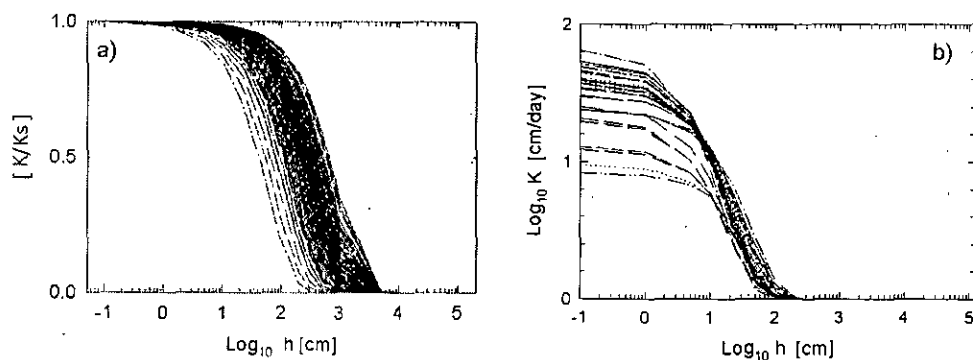 a)
[ K/Ks]
1.0
0.5
0.0
-1 0 1 2 3 4 5
Log10 h [cm]
b)
Log10 K [cm/day]
2
1
0
-1 0 1 2 3 4 5
Log10 h [cm]